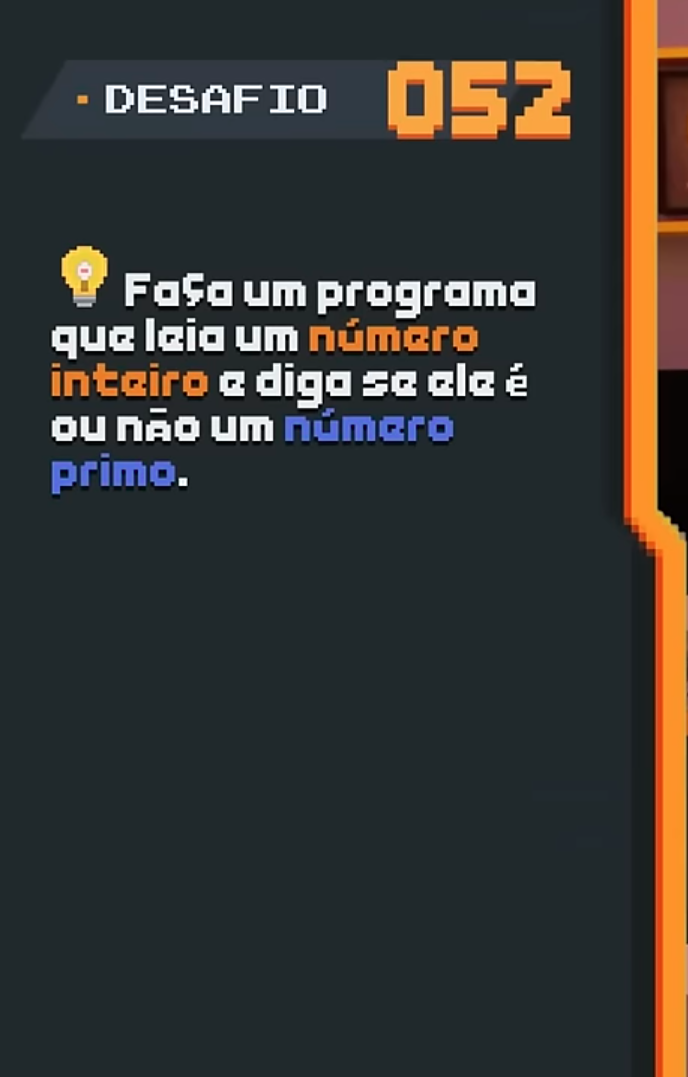 DESAFIO 052
Faça um programa
que leia um número
inteiro e diga se ele é
ou não um número
primo.